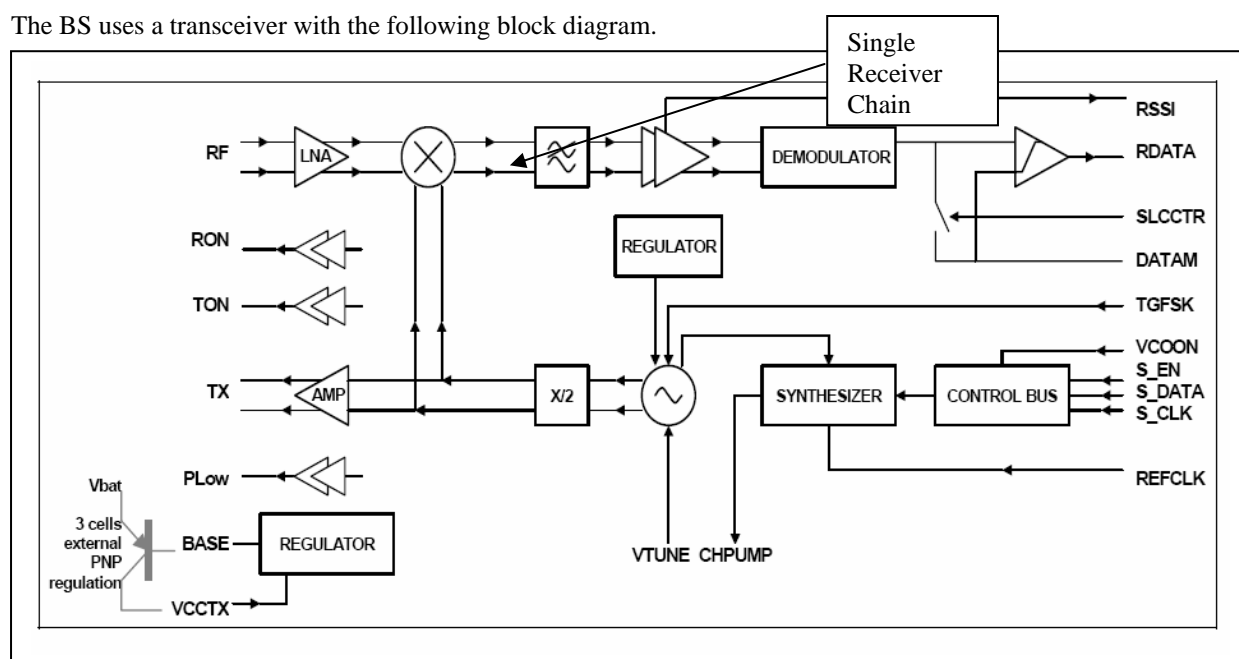 The BS uses a transceiver with the following block diagram.
Single
Receiver
Chain
RSSI
RF
LNA
DEMODULATOR
RDATA
SLCCTR
RON
REGULATOR
DATAM
TON
TGFSK
VCOON
S_EN
TX
AMP
X/2
SYNTHESIZER
CONTROL BUS
S_DATA
S_CLK
PLow
REFCLK
Vbat
3 cells
external
PNP
regulation
BASE
REGULATOR
VTUNE
CHPUMP
VCCTX